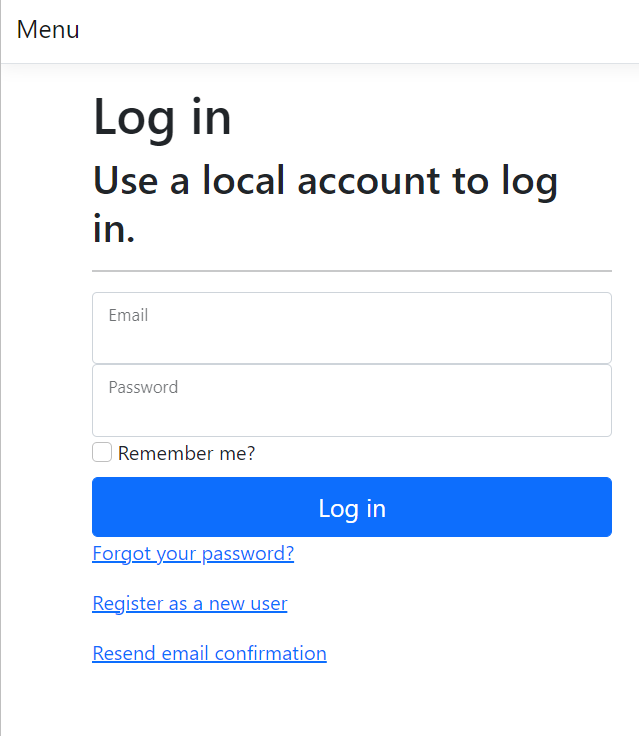 Menu
Log in
Use a local account to log
in.
Email
Password
Remember me?
Log in
Forgot your password?
Register as a new user
Resend email confirmation